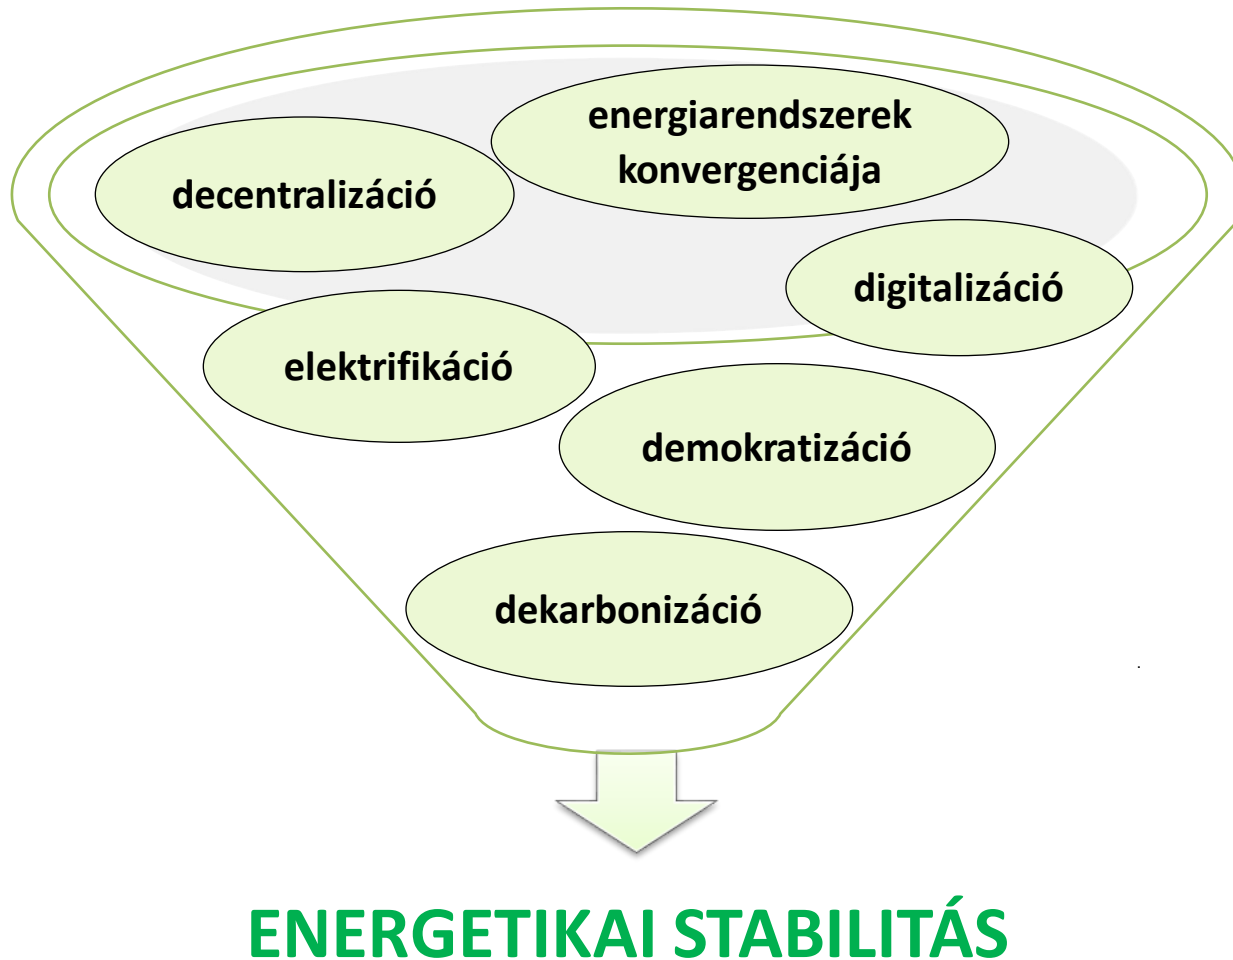 energiarendszerek
konvergenciája
decentralizáció
digitalizáció
elektrifikáció
demokratizáció
dekarbonizáció
ENERGETIKAI STABILITÁS